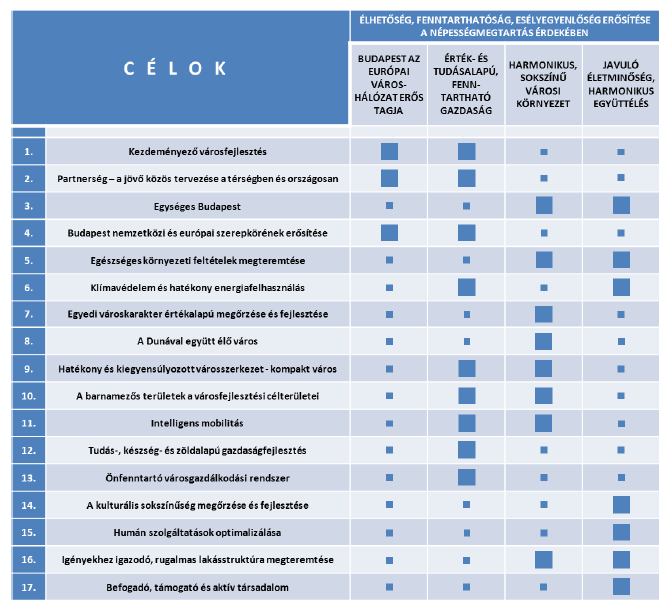 ÉLHETŐSÉG, FENNTARTHATÓSÁG, ESÉLYEGYENLŐSÉG ERŐSÍTÉSE
A NÉPESSÉGMEGTARTÁS ÉRDEKÉBEN
CÉLOK
BUDAPEST AZ
EURÓPAI
VÁROS-
HÁLÓZAT ERŐS
TAGJA
ÉRTÉK- ÉS
TUDÁSALAPÚ,
FENN-
TARTHATÓ
GAZDASÁG
HARMONIKUS,
SOKSZÍNŰ
VÁROSI
KÖRNYEZET
JAVULÓ
ÉLETMINŐSÉG,
HARMONIKUS
EGYÜTTÉLÉS
1. Kezdeményező városfejlesztés
2. Partnerség – a jövő közös tervezése a térségben és országosan
3. Egységes Budapest
4. Budapest nemzetközi és európai szerepkörének erősítése
5. Egészséges környezeti feltételek megteremtése
6. Klímavédelem és hatékony energiafelhasználás
7. Egyedi városkarakter értékalapú megőrzése és fejlesztése
8. A Dunával együtt élő város
9. Hatékony és kiegyensúlyozott városszerkezet - kompakt város
10. A barnamezős területek a városfejlesztési célterületei
11. Intelligens mobilitás
12. Tudás-, készség- és zöldalapú gazdaságfejlesztés
13. Önfenntartó városgazdálkodási rendszer
14. A kulturális sokszínűség megőrzése és fejlesztése
15. Humán szolgáltatások optimalizálása
16. Igényekhez igazodó, rugalmas lakásstruktúra megteremtése
17. Befogadó, támogató és aktív társadalom